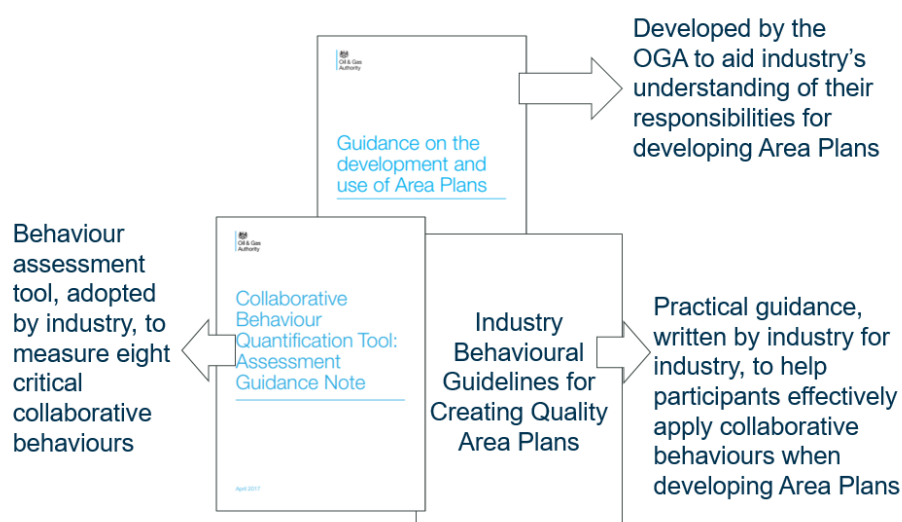 Oil & Gas
Authority
Guidance on the
development and
use of Area Plans
Developed by the
OGA to aid industry's
understanding of their
responsibilities for
developing Area Plans
Behaviour
assessment
tool, adopted
by industry, to
measure eight
critical
collaborative
behaviours
Oil & Gas
Authority
Collaborative
Behaviour
Quantification Tool:
Assessment
Guidance Note
April 2017
Industry
Behavioural
Guidelines for
Creating Quality
Area Plans
Practical guidance,
written by industry for
industry, to help
participants effectively
apply collaborative
behaviours when
developing Area Plans